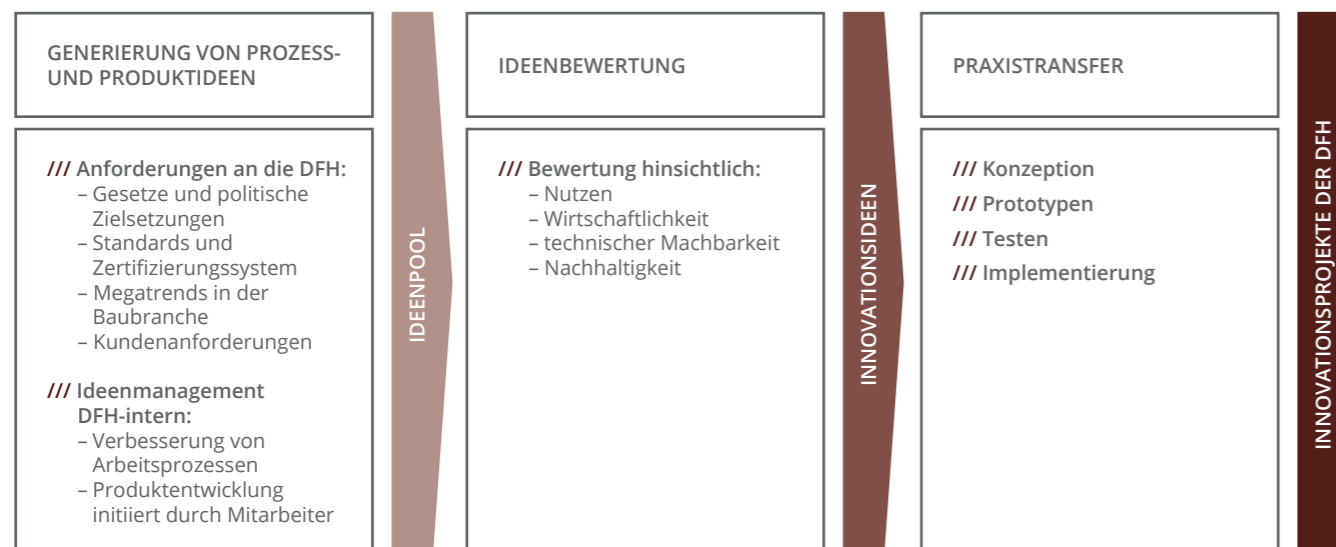 GENERIERUNG VON PROZESS-
UND PRODUKTIDEEN
/// Anforderungen an die DFH:
– Gesetze und politische
Zielsetzungen
– Standards und
Zertifizierungssystem
– Megatrends in der
Baubranche
– Kundenanforderungen
/// Ideenmanagement
DFH-intern:
– Verbesserung von
Arbeitsprozessen
– Produktentwicklung
initiiert durch Mitarbeiter
IDEENPOOL
IDEENBEWERTUNG
/// Bewertung hinsichtlich:
– Nutzen
– Wirtschaftlichkeit
– technischer Machbarkeit
– Nachhaltigkeit
INNOVATIONSIDEEN
PRAXISTRANSFER
/// Konzeption
/// Prototypen
/// Testen
/// Implementierung
INNOVATIONSPROJEKTE DER DFH